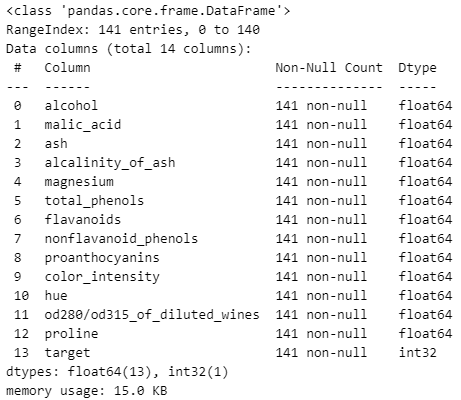 <class 'pandas.core.frame.DataFrame'>
RangeIndex: 141 entries, 0 to 140
Data columns (total 14 columns):
 #   Column                        Non-Null Count  Dtype
---  ------                        --------------  -----
 0   alcohol                       141 non-null    float64
 1   malic_acid                    141 non-null    float64
 2   ash                           141 non-null    float64
 3   alcalinity_of_ash             141 non-null    float64
 4   magnesium                     141 non-null    float64
 5   total_phenols                 141 non-null    float64
 6   flavanoids                    141 non-null    float64
 7   nonflavanoid_phenols          141 non-null    float64
 8   proanthocyanins               141 non-null    float64
 9   color_intensity               141 non-null    float64
 10  hue                           141 non-null    float64
 11  od280/od315_of_diluted_wines  141 non-null    float64
 12  proline                       141 non-null    float64
 13  target                        141 non-null    int32
dtypes: float64(13), int32(1)
memory usage: 15.0 KB